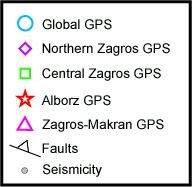 Global GPS
Northern Zagros GPS
Central Zagros GPS
Alborz GPS
Zagros-Makran GPS
Faults
Seismicity